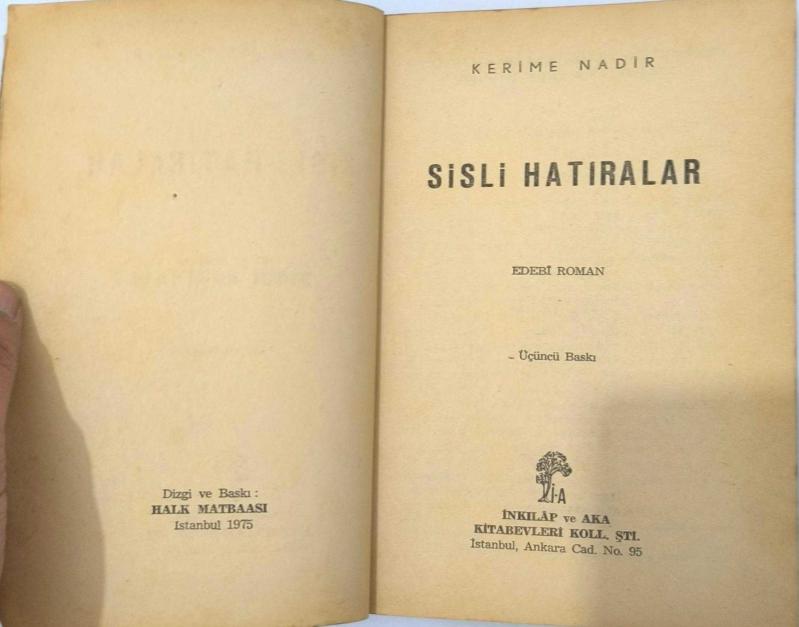 Dizgi ve Baskı :
HALK MATBAASI
İstanbul 1975
KERİME NADİR
SİSLİ HATIRALAR
EDEBÎ ROMAN
Üçüncü Baskı
İ-A
İNKILÂP ve AKA
KİTABEVLERİ KOLL. ŞTİ.
İstanbul, Ankara Cad. No. 95